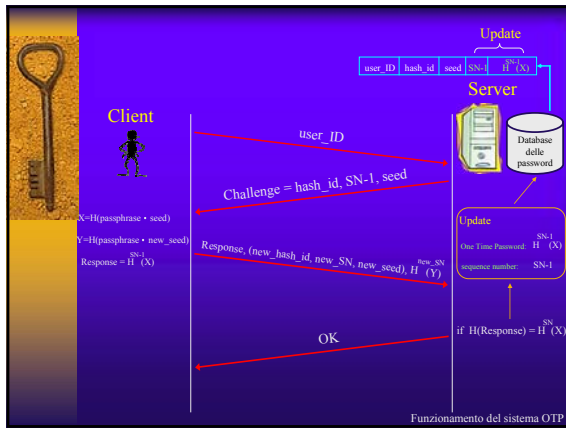 Update
user_ID hash_id seed SN-1 H^SN-1(X)
Server
Client
user_ID
Database
delle
password
Challenge = hash_id, SN-1, seed
X=H(passphrase • seed)
Y=H(passphrase • new_seed)
Response = H^SN-1(X)
Response, (new_hash_id, new_SN, new_seed), H^new_SN(Y)
Update
One Time Password: H^SN-1(X)
sequence number: SN-1
if H(Response) = H^SN(X)
OK
Funzionamento del sistema OTP